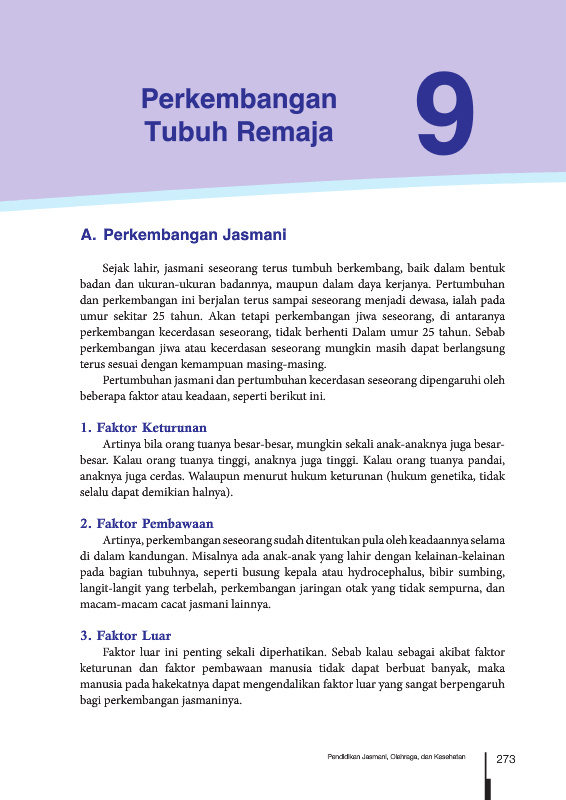 Perkembangan
Tubuh Remaja
9
A. Perkembangan Jasmani
Sejak lahir, jasmani seseorang terus tumbuh berkembang, baik dalam bentuk
badan dan ukuran-ukuran badannya, maupun dalam daya kerjanya. Pertumbuhan
dan perkembangan ini berjalan terus sampai seseorang menjadi dewasa, ialah pada
umur sekitar 25 tahun. Akan tetapi perkembangan jiwa seseorang, di antaranya
perkembangan kecerdasan seseorang, tidak berhenti Dalam umur 25 tahun. Sebab
perkembangan jiwa atau kecerdasan seseorang mungkin masih dapat berlangsung
terus sesuai dengan kemampuan masing-masing.
Pertumbuhan jasmani dan pertumbuhan kecerdasan seseorang dipengaruhi oleh
beberapa faktor atau keadaan, seperti berikut ini.
1. Faktor Keturunan
Artinya bila orang tuanya besar-besar, mungkin sekali anak-anaknya juga besar-
besar. Kalau orang tuanya tinggi, anaknya juga tinggi. Kalau orang tuanya pandai,
anaknya juga cerdas. Walaupun menurut hukum keturunan (hukum genetika, tidak
selalu dapat demikian halnya).
2. Faktor Pembawaan
Artinya, perkembangan seseorang sudah ditentukan pula oleh keadaannya selama
di dalam kandungan. Misalnya ada anak-anak yang lahir dengan kelainan-kelainan
pada bagian tubuhnya, seperti busung kepala atau hydrocephalus, bibir sumbing,
langit-langit yang terbelah, perkembangan jaringan otak yang tidak sempurna, dan
macam-macam cacat jasmani lainnya.
3. Faktor Luar
Faktor luar ini penting sekali diperhatikan. Sebab kalau sebagai akibat faktor
keturunan dan faktor pembawaan manusia tidak dapat berbuat banyak, maka
manusia pada hakekatnya dapat mengendalikan faktor luar yang sangat berpengaruh
bagi perkembangan jasmaninya.
Pendidikan Jasmani, Olehraga, dan Kesehatan
273